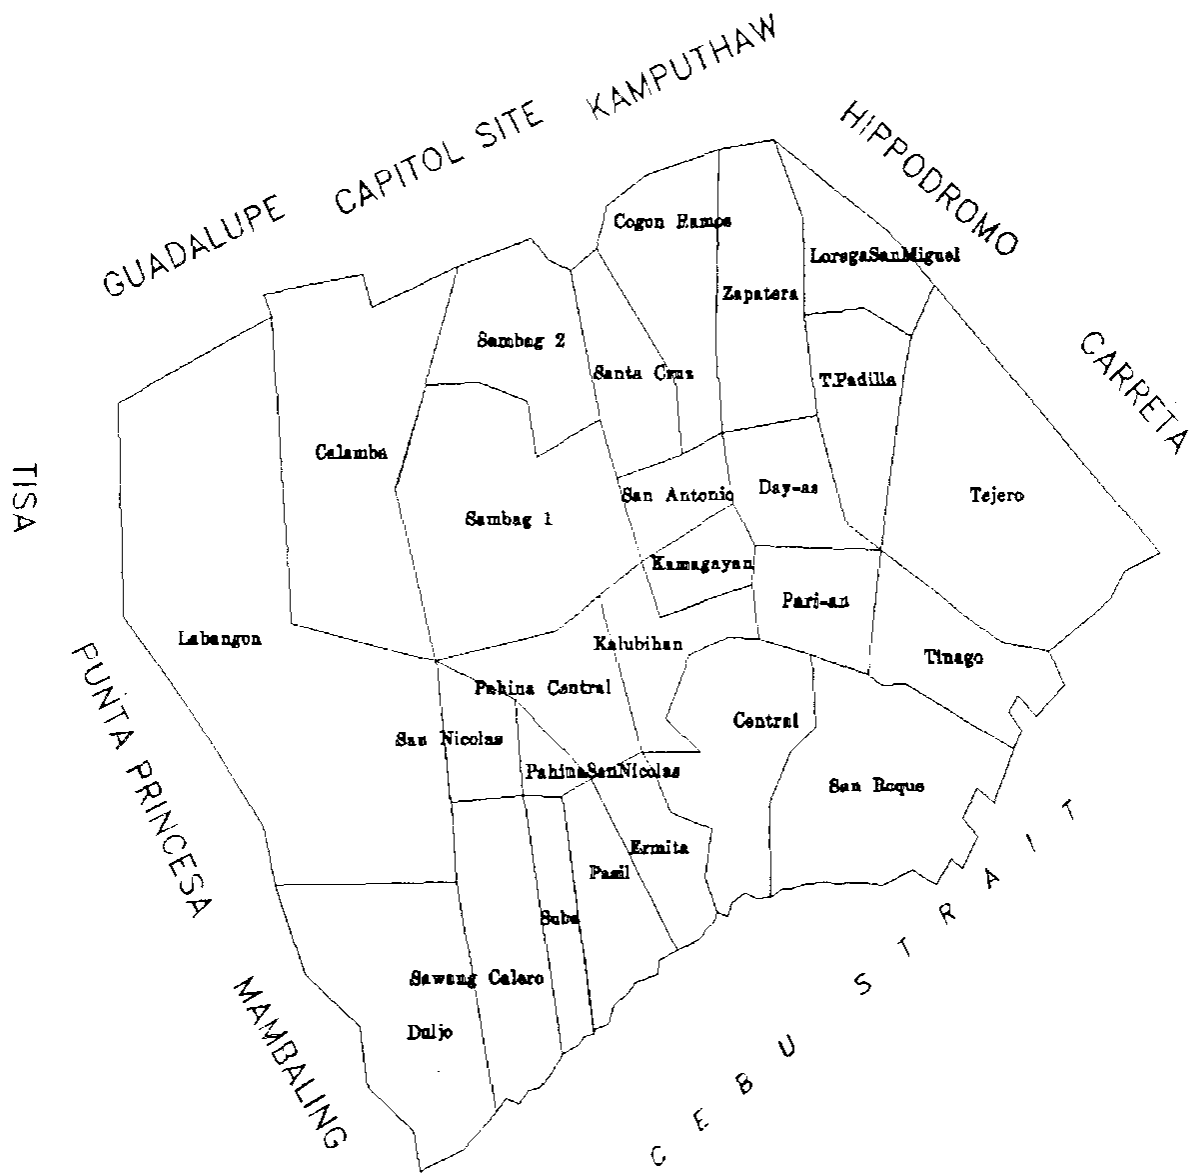 KAMPUTHAW
CAPITOL SITE
GUADALUPE
HIPPODROMO
CARRETA
TISA
PUNTA PRINCESA
MAMBALING
CEBU STRAIT
Cogon Ramos
LoregaSanMiguel
Zapatera
Sambag 2
Santa Cruz
T.Padilla
Calamba
San Antonio
Day-as
Tejero
Sambag 1
Kamagayan
Pari-an
Labangon
Kalubihan
Tinago
Pahina Central
Central
San Nicolas
PahinaSanNicolas
San Roque
Ermita
Pasil
Suba
Sawang Calero
Duljo